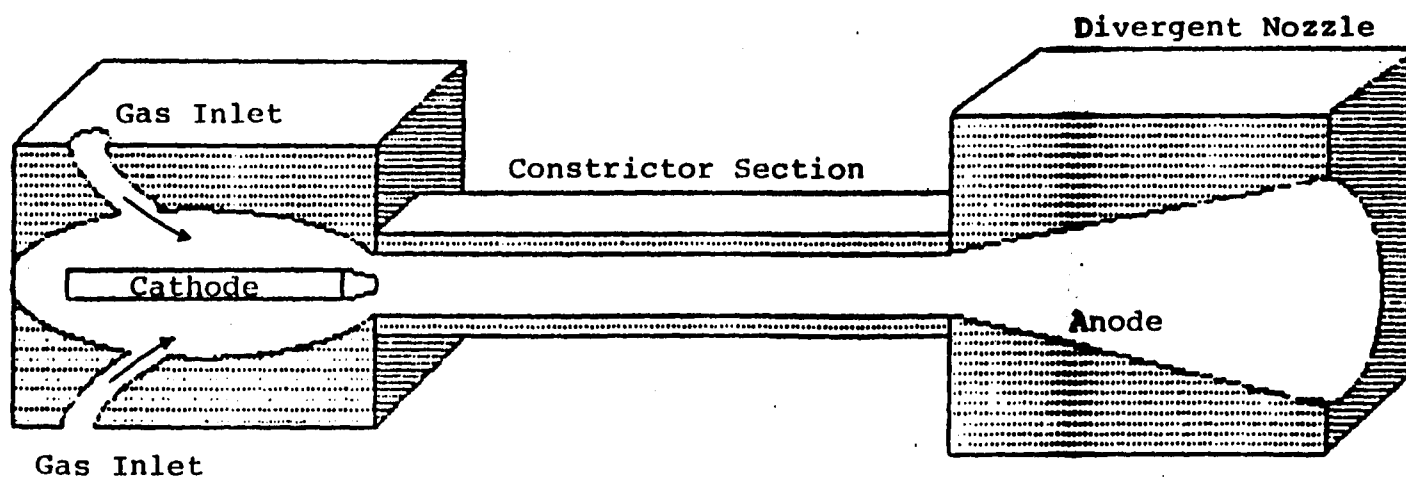 Divergent Nozzle
Gas Inlet
Constrictor Section
Cathode
Anode
Gas Inlet